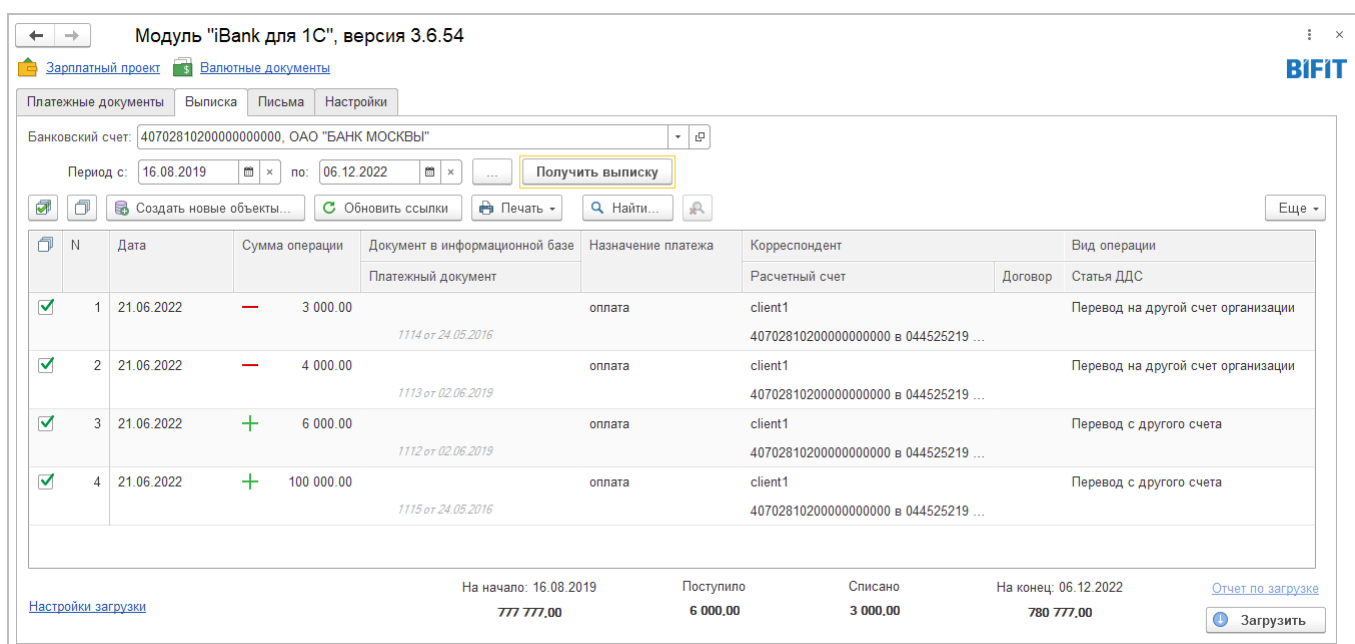 Модуль "iBank для 1С", версия 3.6.54
Зарплатный проект Валютные документы
BIFIT
Платежные документы Выписка Письма Настройки
Банковский счет: 40702810200000000000, ОАО "БАНК МОСКВЫ"
Период с: 16.08.2019 по: 06.12.2022 ... Получить выписку
Создать новые объекты... Обновить ссылки Печать Найти... Еще
N Дата Сумма операции Документ в информационной базе Назначение платежа Корреспондент Вид операции
Платежный документ Расчетный счет Договор Статья ДДС
1 21.06.2022 3 000.00 оплата client1 Перевод на другой счет организации
1114 от 24.05.2016 40702810200000000000 в 044525219 ...
2 21.06.2022 4 000.00 оплата client1 Перевод на другой счет организации
1113 от 02.06.2019 40702810200000000000 в 044525219 ...
3 21.06.2022 6 000.00 оплата client1 Перевод с другого счета
1112 от 02.06.2019 40702810200000000000 в 044525219 ...
4 21.06.2022 100 000.00 оплата client1 Перевод с другого счета
1115 от 24.05.2016 40702810200000000000 в 044525219 ...
На начало: 16.08.2019 Поступило Списано На конец: 06.12.2022 Отчет по загрузке
Настройки загрузки 777 777,00 6 000,00 3 000,00 780 777,00 Загрузить